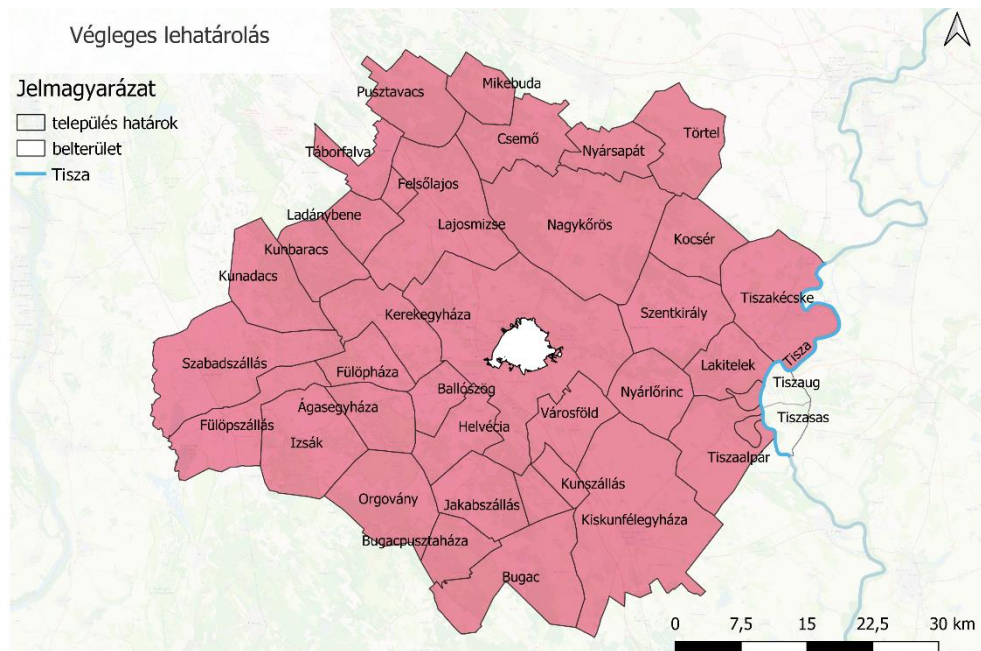 Végleges lehatárolás
Jelmagyarázat
település határok
belterület
Tisza
Mikebuda
Pusztavacs
Csemő
Törtel
Nyársapát
Táborfalva
Felsőlajos
Ladánybene
Lajosmizse
Nagykőrös
Kocsér
Kunbaracs
Kunadacs
Tiszakécske
Kerekegyháza
Szentkirály
Szabadszállás
Tisza
Lakitelek
Fülöpháza
Tiszaug
Ballószög
Nyárlőrinc
Ágasegyháza
Városföld
Tiszasas
Fülöpszállás
Helvécia
Izsák
Tiszaalpár
Kunszállás
Orgovány
Jakabszállás
Kiskunfélegyháza
Bugacpusztaháza
Bugac
0 7,5 15 22,5 30 km